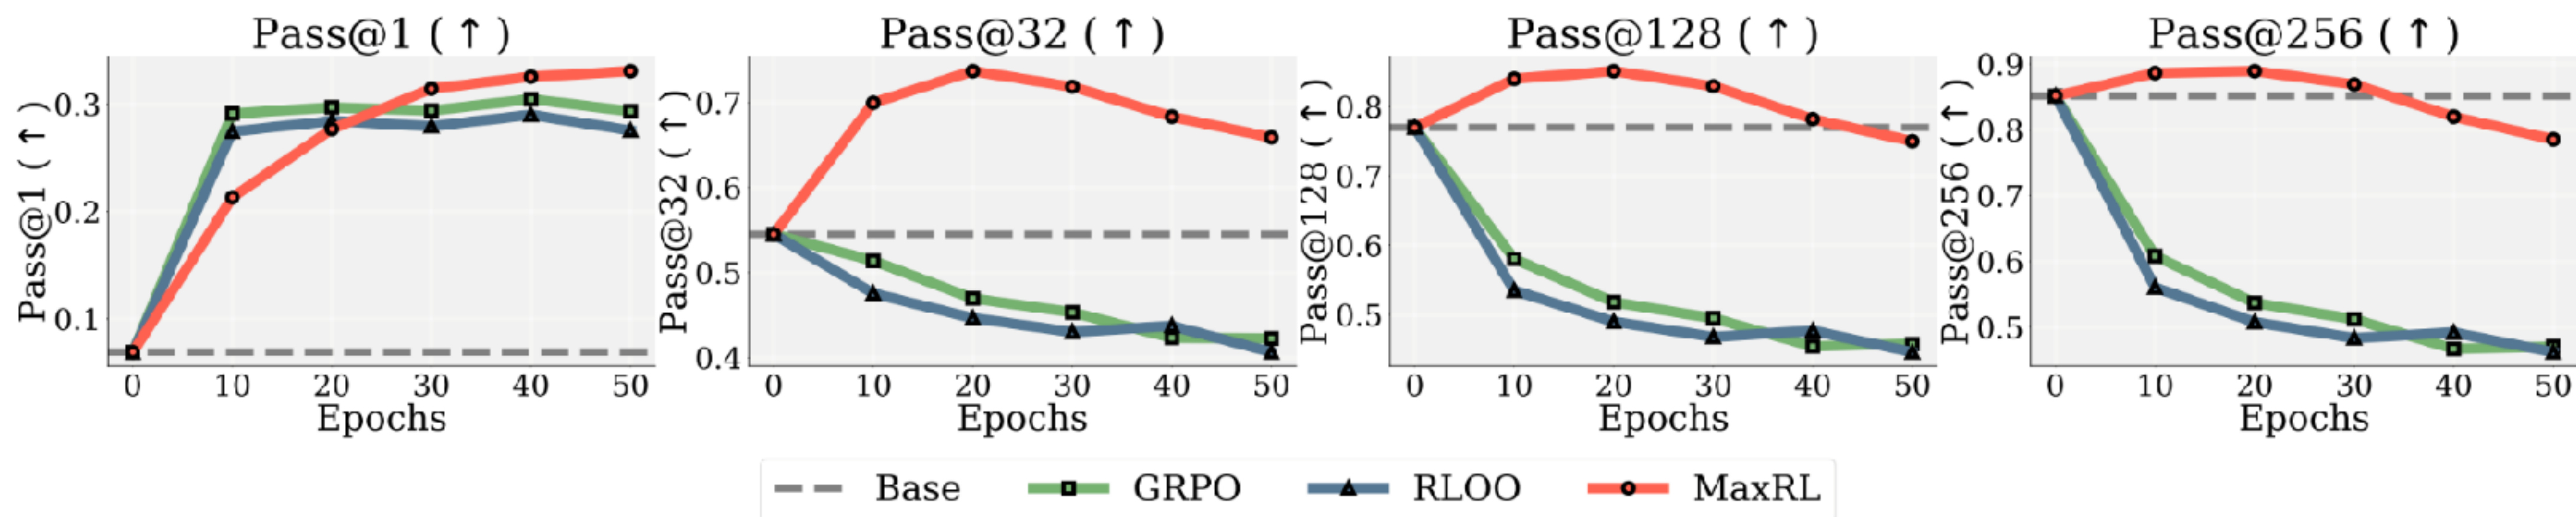 Pass@1 (↑)
Pass@1 (↑)
0.3
0.2
0.1
0 10 20 30 40 50
Epochs
Pass@32 (↑)
Pass@32 (↑)
0.7
0.6
0.5
0.4
0 10 20 30 40 50
Epochs
Pass@128 (↑)
Pass@128 (↑)
0.8
0.7
0.6
0.5
0 10 20 30 40 50
Epochs
Pass@256 (↑)
Pass@256 (↑)
0.9
0.8
0.7
0.6
0.5
0 10 20 30 40 50
Epochs
Base GRPO RLOO MaxRL